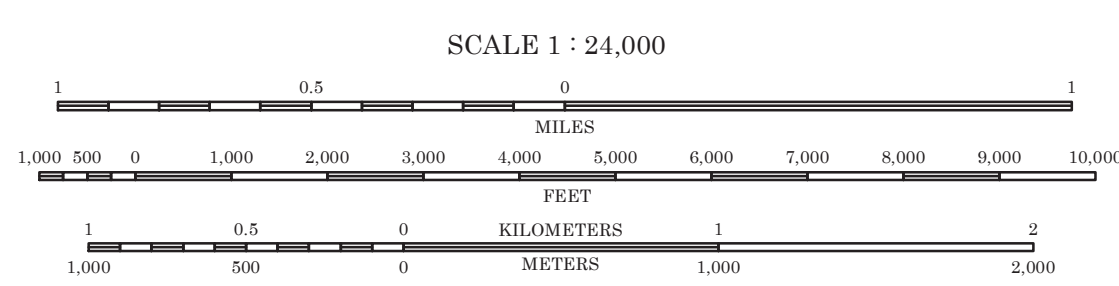 SCALE 1 : 24,000
1 0.5 0 1
MILES
1,000 500 0 1,000 2,000 3,000 4,000 5,000 6,000 7,000 8,000 9,000 10,000
FEET
1 0.5 0 KILOMETERS 1 2
1,000 500 0 METERS 1,000 2,000